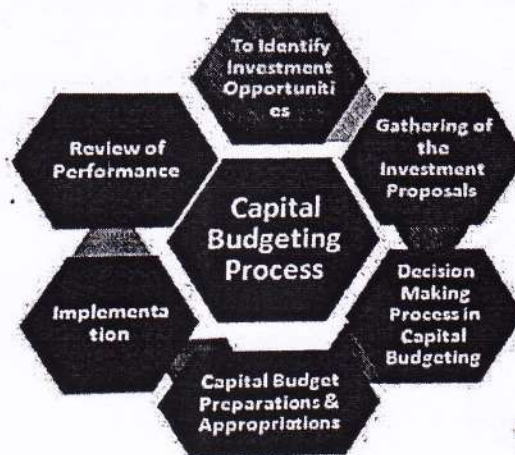 To Identify
Investment
Opportuniti
es
Gathering of
the
Investment
Proposals
Decision
Making
Process in
Capital
Budgeting
Capital Budget
Preparations &
Appropriations
Implementa
tion
Review of
Performance
Capital
Budgeting
Process